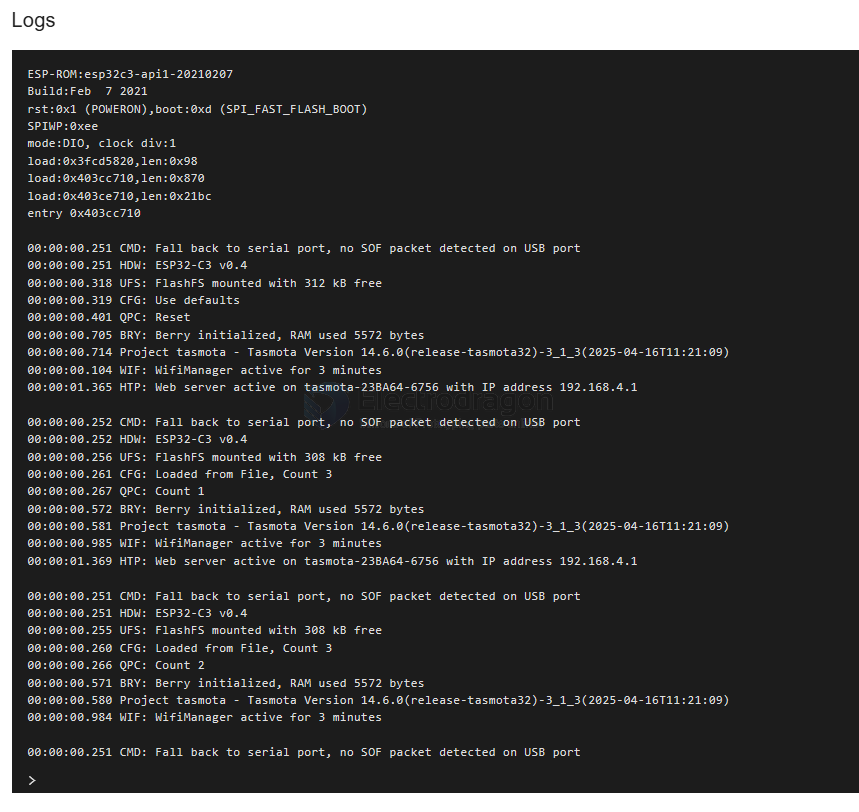 Logs
ESP-ROM:esp32c3-api1-20210207
Build:Feb  7 2021
rst:0x1 (POWERON),boot:0xd (SPI_FAST_FLASH_BOOT)
SPIWP:0xee
mode:DIO, clock div:1
load:0x3fcd5820,len:0x98
load:0x403cc710,len:0x870
load:0x403ce710,len:0x21bc
entry 0x403cc710
00:00:00.251 CMD: Fall back to serial port, no SOF packet detected on USB port
00:00:00.251 HDW: ESP32-C3 v0.4
00:00:00.318 UFS: FlashFS mounted with 312 kB free
00:00:00.319 CFG: Use defaults
00:00:00.401 QPC: Reset
00:00:00.705 BRY: Berry initialized, RAM used 5572 bytes
00:00:00.714 Project tasmota - Tasmota Version 14.6.0(release-tasmota32)-3_1_3(2025-04-16T11:21:09)
00:00:00.104 WIF: WifiManager active for 3 minutes
00:00:01.365 HTP: Web server active on tasmota-23BA64-6756 with IP address 192.168.4.1
Electrodragon
00:00:00.252 CMD: Fall back to serial port, no SOF packet detected on USB port
00:00:00.252 HDW: ESP32-C3 v0.4
00:00:00.256 UFS: FlashFS mounted with 308 kB free
00:00:00.261 CFG: Loaded from File, Count 3
00:00:00.267 QPC: Count 1
00:00:00.572 BRY: Berry initialized, RAM used 5572 bytes
00:00:00.581 Project tasmota - Tasmota Version 14.6.0(release-tasmota32)-3_1_3(2025-04-16T11:21:09)
00:00:00.985 WIF: WifiManager active for 3 minutes
00:00:01.369 HTP: Web server active on tasmota-23BA64-6756 with IP address 192.168.4.1
00:00:00.251 CMD: Fall back to serial port, no SOF packet detected on USB port
00:00:00.251 HDW: ESP32-C3 v0.4
00:00:00.255 UFS: FlashFS mounted with 308 kB free
00:00:00.260 CFG: Loaded from File, Count 3
00:00:00.266 QPC: Count 2
00:00:00.571 BRY: Berry initialized, RAM used 5572 bytes
00:00:00.580 Project tasmota - Tasmota Version 14.6.0(release-tasmota32)-3_1_3(2025-04-16T11:21:09)
00:00:00.984 WIF: WifiManager active for 3 minutes
00:00:00.251 CMD: Fall back to serial port, no SOF packet detected on USB port
>